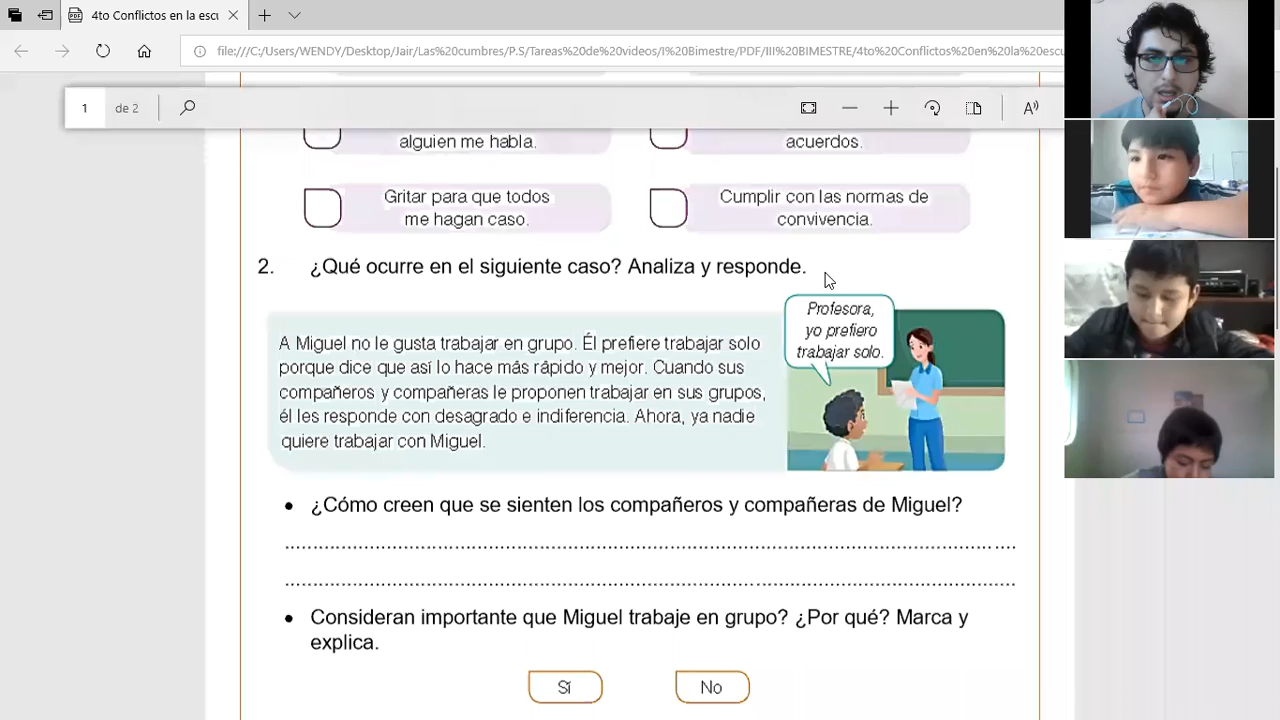 4to Conflictos en la escu
file:///C:/Users/WENDY/Desktop/Jair/Las%20cumbres/P.S/Tareas%20de%20videos/I%20Bimestre/PDF/III%20BIMESTRE/4to%20Conflictos%20en%20la%20escu
1 de 2
alguien me habla.
acuerdos.
Gritar para que todos
me hagan caso.
Cumplir con las normas de
convivencia.
2. ¿Qué ocurre en el siguiente caso? Analiza y responde.
A Miguel no le gusta trabajar en grupo. Él prefiere trabajar solo
porque dice que así lo hace más rápido y mejor. Cuando sus
compañeros y compañeras le proponen trabajar en sus grupos,
él les responde con desagrado e indiferencia. Ahora, ya nadie
quiere trabajar con Miguel.
Profesora,
yo prefiero
trabajar solo.
• ¿Cómo creen que se sienten los compañeros y compañeras de Miguel?
• Consideran importante que Miguel trabaje en grupo? ¿Por qué? Marca y
explica.
Sí
No